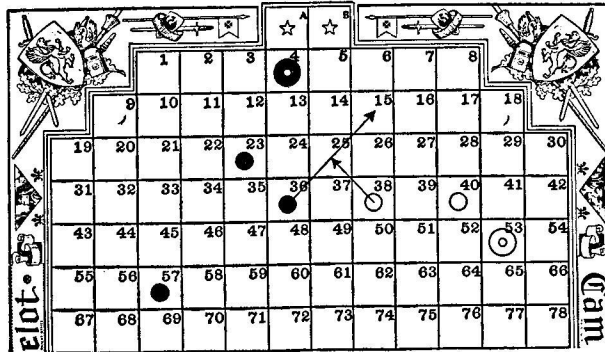 A B
1 2 3 4 5 6 7 8
9 10 11 12 13 14 15 16 17 18
19 20 21 22 23 24 25 26 27 28 29 30
31 32 33 34 35 36 37 38 39 40 41 42
43 44 45 46 47 48 49 50 51 52 53 54
55 56 57 58 59 60 61 62 63 64 65 66
67 68 69 70 71 72 73 74 75 76 77 78
elot·
Cam